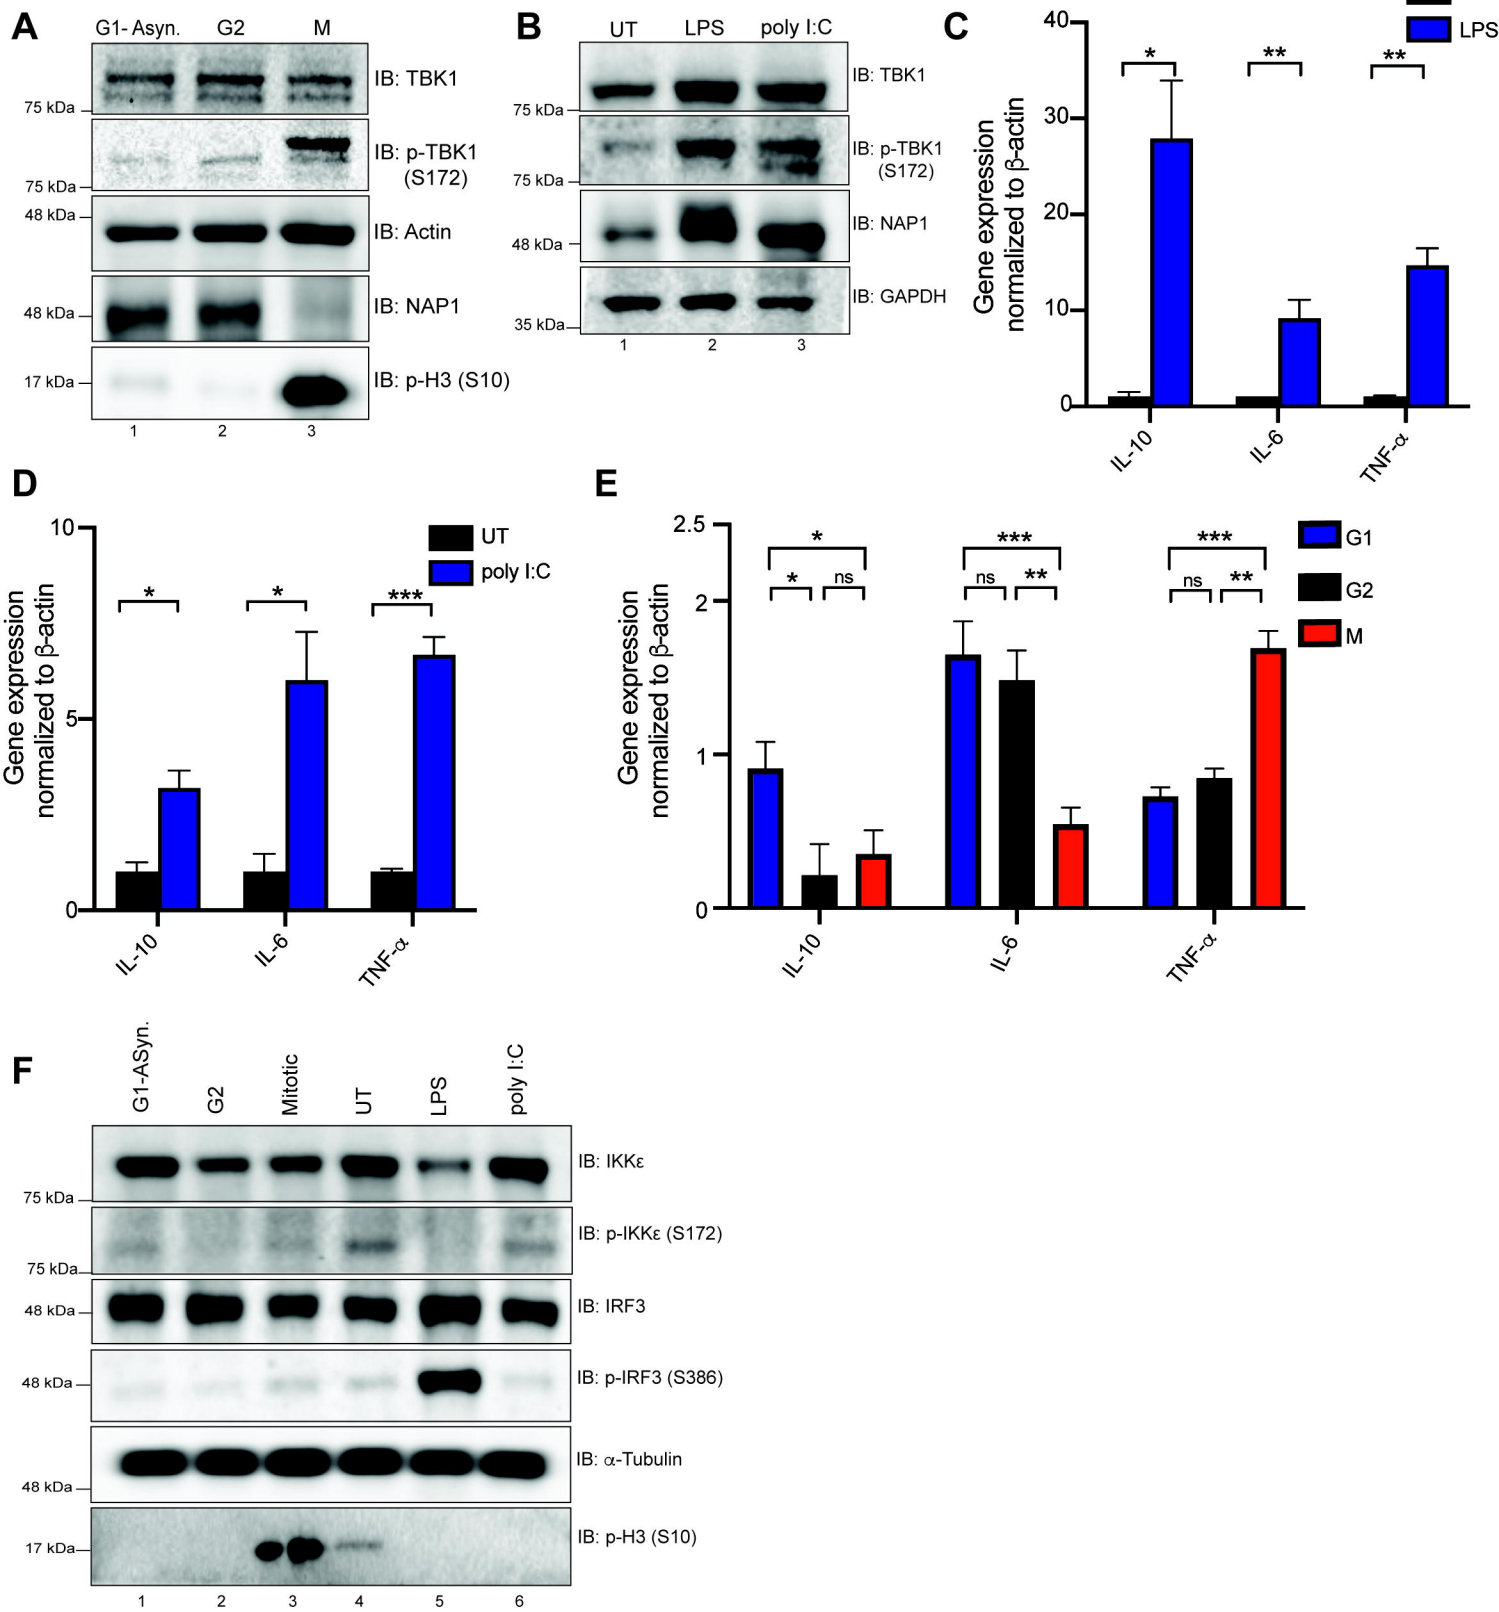 A
G1- Asyn.
G2
M
IB: TBK1
75 kDa
IB: p-TBK1
(S172)
75 kDa
48 kDa
IB: Actin
48 kDa
IB: NAP1
17 kDa
IB: p-H3 (S10)
1
2
3
B
UT
LPS
poly I:C
IB: TBK1
75 kDa
IB: p-TBK1
(S172)
75 kDa
IB: NAP1
48 kDa
IB: GAPDH
35 kDa
1
2
3
C
LPS
Gene expression
normalized to β-actin
40
30
20
10
0
*
**
**
IL-10
IL-6
TNF-α
D
UT
poly I:C
Gene expression
normalized to β-actin
10
5
0
*
*
***
IL-10
IL-6
TNF-α
E
G1
G2
M
Gene expression
normalized to β-actin
2.5
2
1
0
*
*
ns
***
ns
**
***
ns
**
IL-10
IL-6
TNF-α
F
G1-ASyn.
G2
Mitotic
UT
LPS
poly I:C
IB: IKKε
75 kDa
IB: p-IKKε (S172)
75 kDa
IB: IRF3
48 kDa
IB: p-IRF3 (S386)
48 kDa
IB: α-Tubulin
48 kDa
IB: p-H3 (S10)
17 kDa
1
2
3
4
5
6